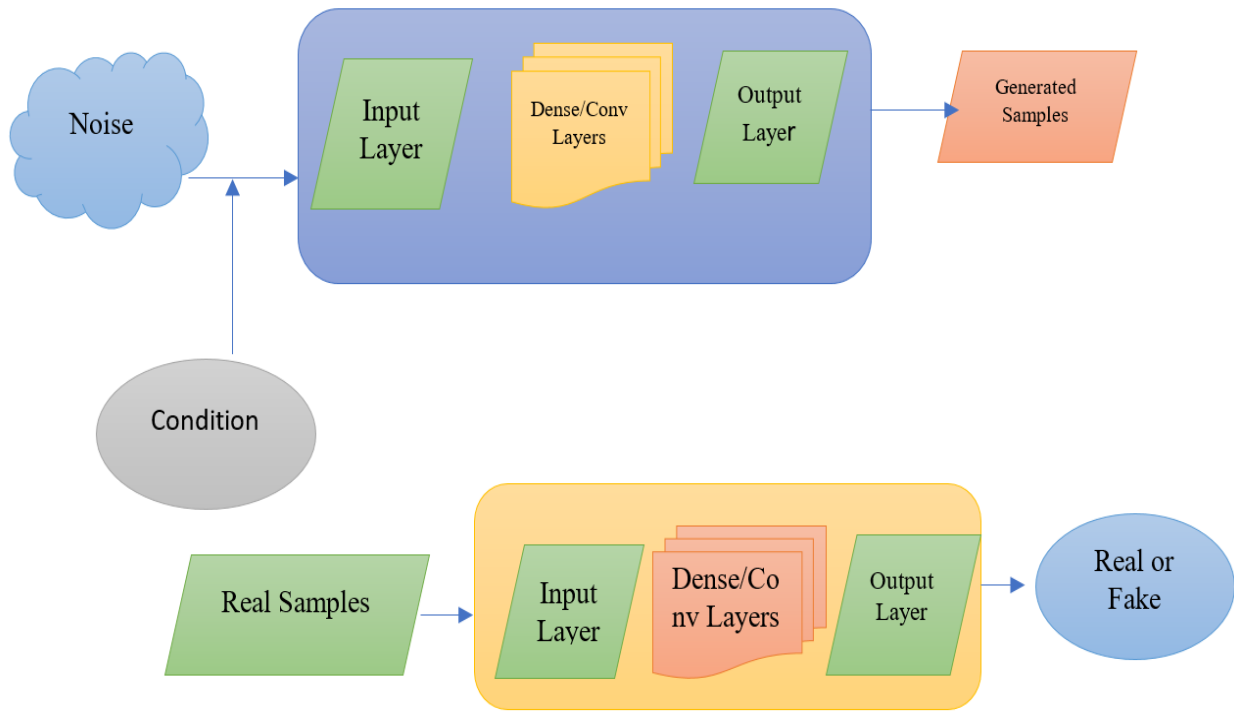 Noise
Input
Layer
Dense/Conv
Layers
Output
Layer
Generated
Samples
Condition
Real Samples
Input
Layer
Dense/Co
nv Layers
Output
Layer
Real or
Fake